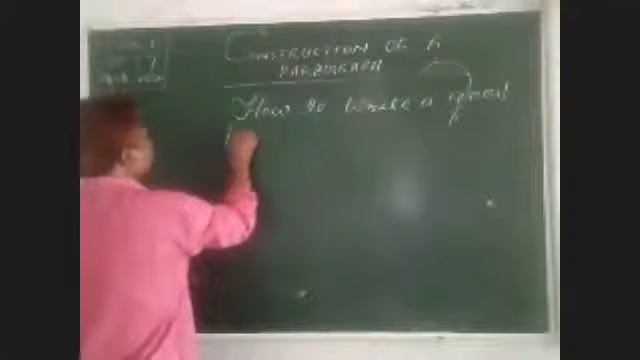 CONSTRUCTION OF A
PARAGRAPH
How to write a good